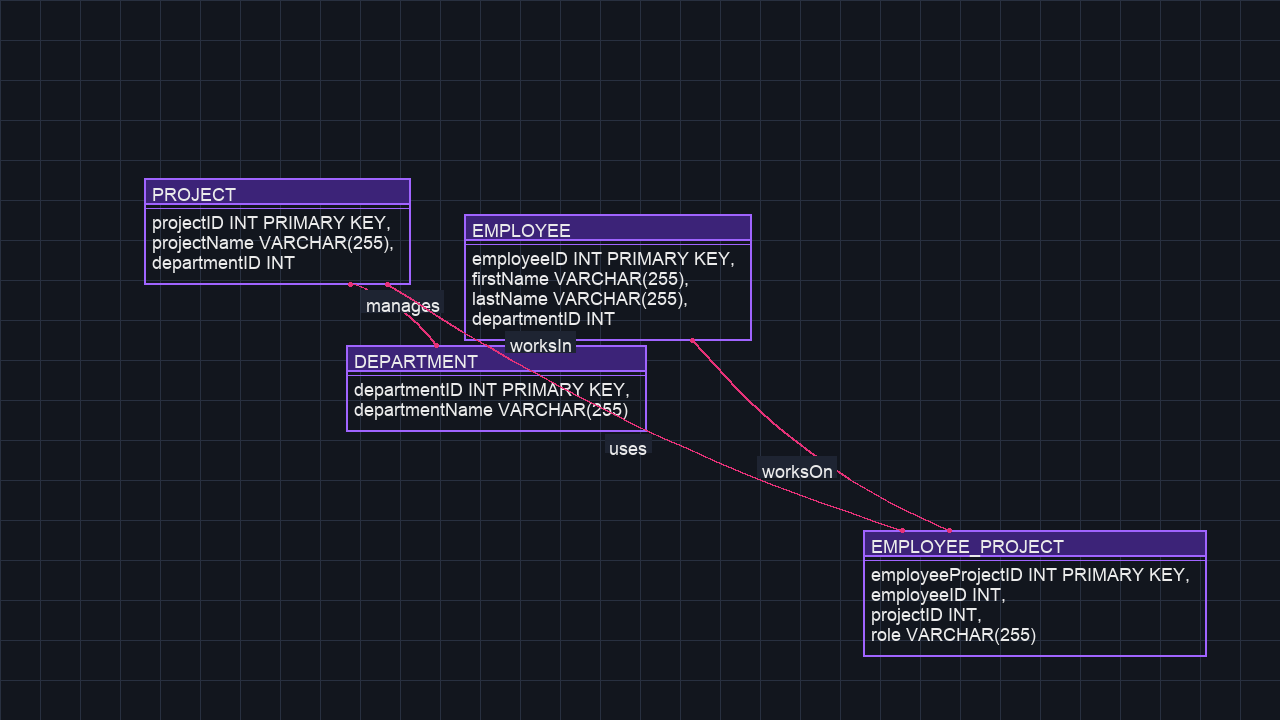 PROJECT
projectID INT PRIMARY KEY,
projectName VARCHAR(255),
departmentID INT
EMPLOYEE
employeeID INT PRIMARY KEY,
firstName VARCHAR(255),
lastName VARCHAR(255),
departmentID INT
manages
worksIn
DEPARTMENT
departmentID INT PRIMARY KEY,
departmentName VARCHAR(255)
uses
worksOn
EMPLOYEE_PROJECT
employeeProjectID INT PRIMARY KEY,
employeeID INT,
projectID INT,
role VARCHAR(255)